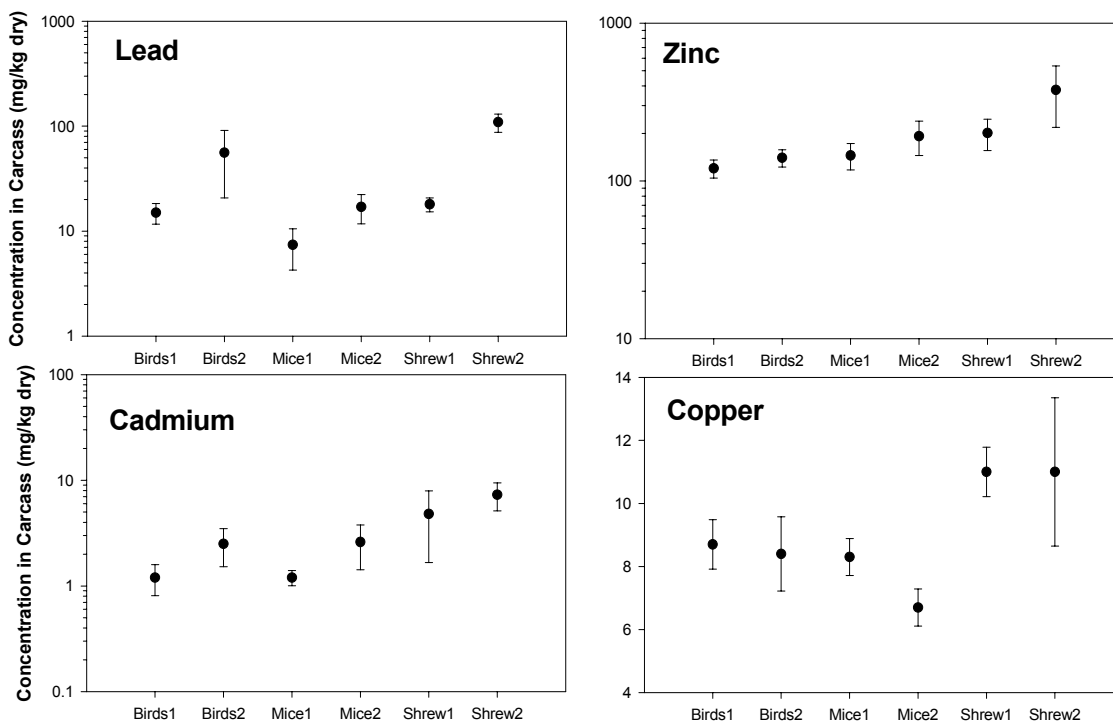 Concentration in Carcass (mg/kg dry)
Lead
1000
100
10
1
Birds1 Birds2 Mice1 Mice2 Shrew1 Shrew2
Zinc
1000
100
10
Birds1 Birds2 Mice1 Mice2 Shrew1 Shrew2
Concentration in Carcass (mg/kg dry)
Cadmium
100
10
1
0.1
Birds1 Birds2 Mice1 Mice2 Shrew1 Shrew2
Copper
14
12
10
8
6
4
Birds1 Birds2 Mice1 Mice2 Shrew1 Shrew2